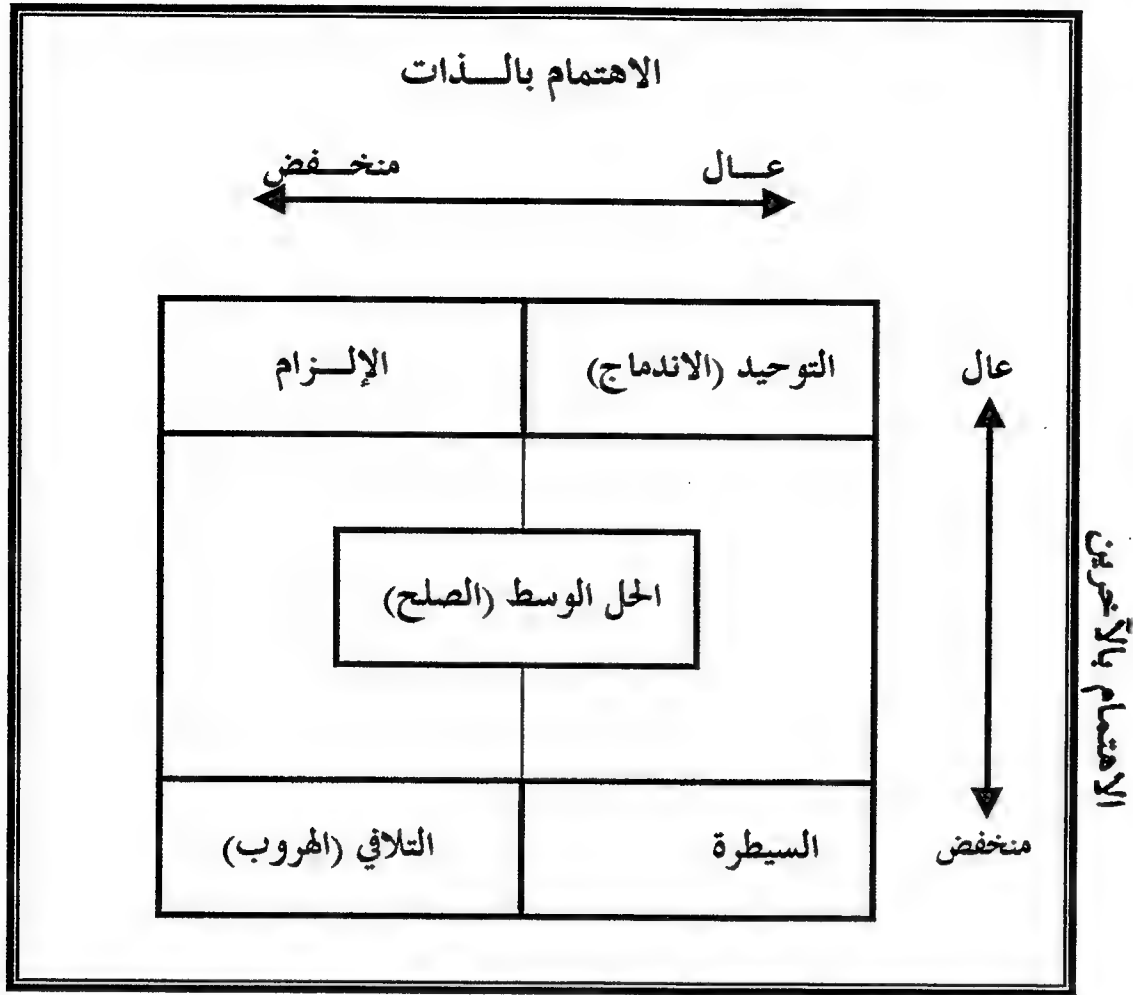 الاهتمام بالــذات
عــال منخــفض
التوحيد (الاندماج) الإلــزام
عال
الحل الوسط (الصلح)
الاهتمام بالآخرين
السيطرة التلافي (الهروب)
منخفض